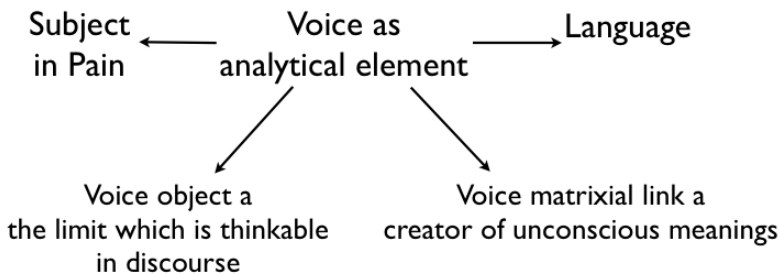 Subject
in Pain
Voice as
analytical element
Language
Voice object a
the limit which is thinkable
in discourse
Voice matrixial link a
creator of unconscious meanings